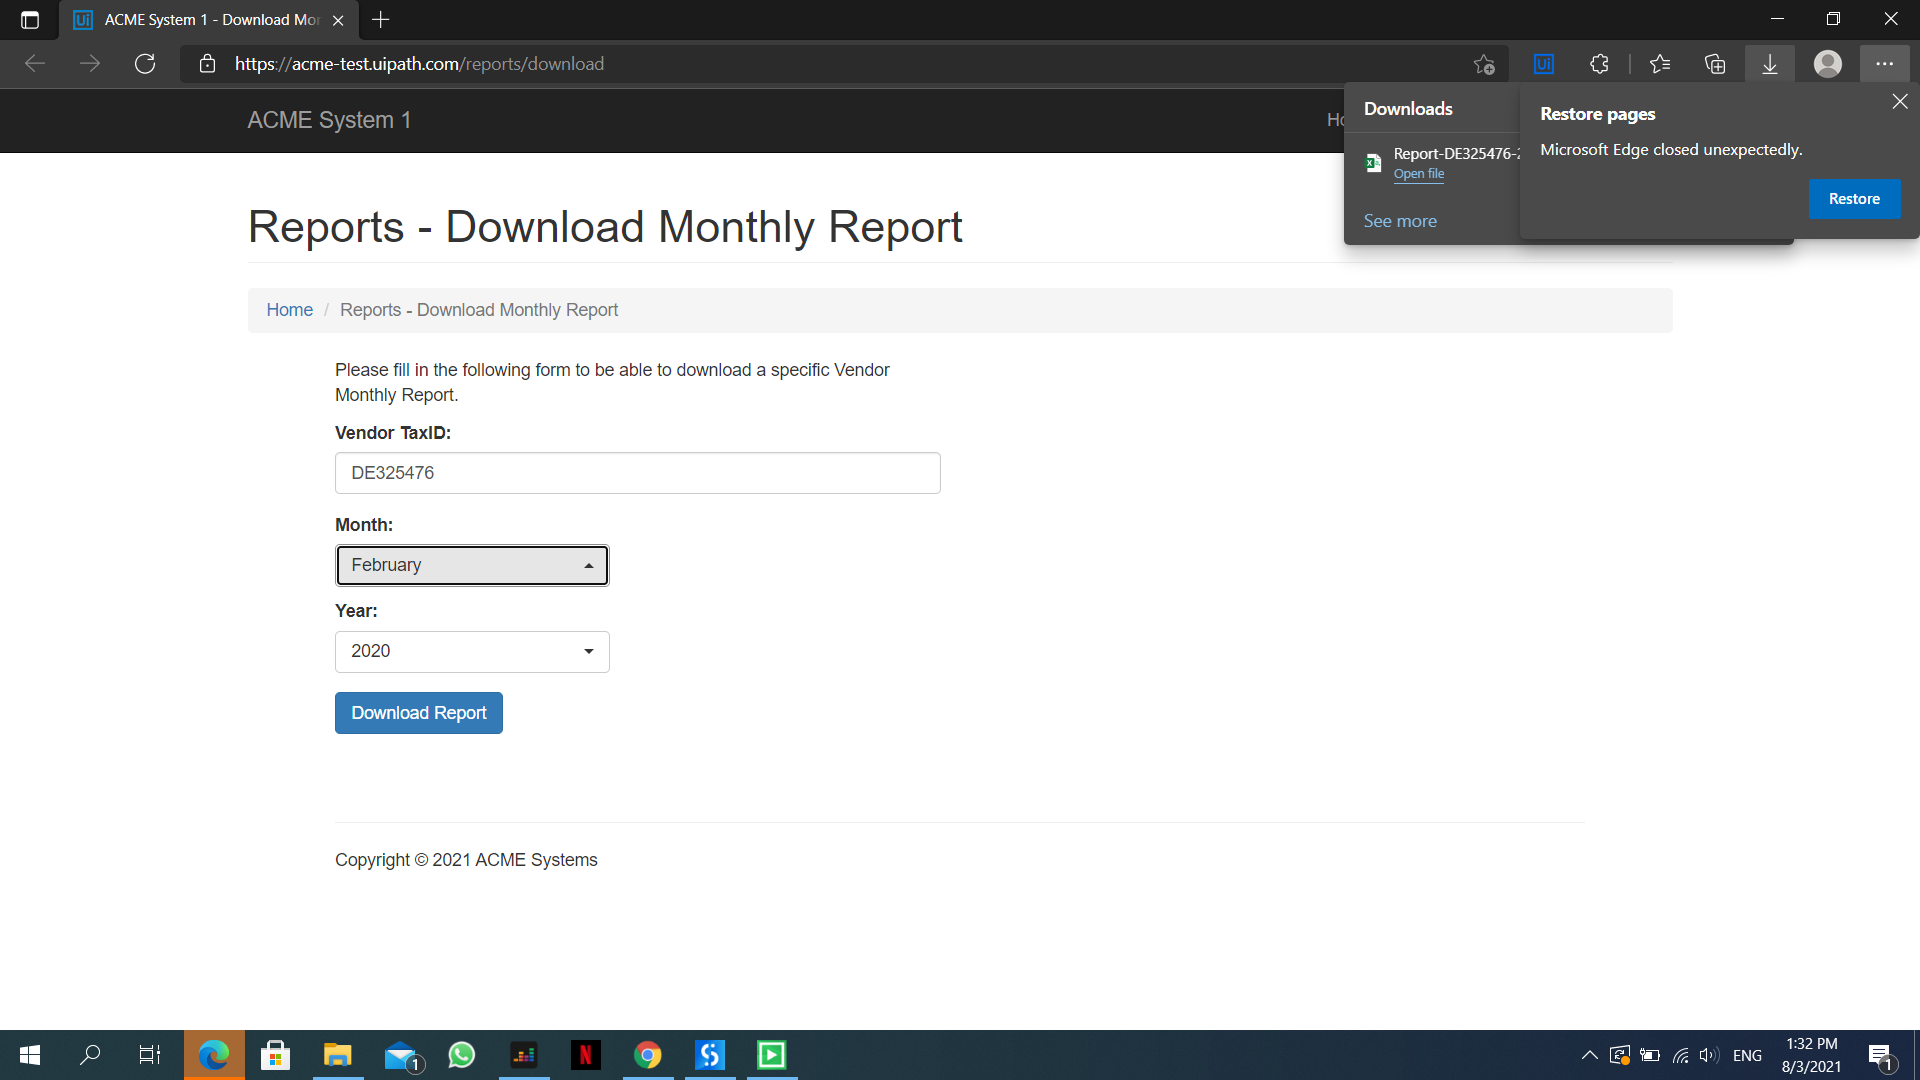 ACME System 1 - Download Mo
https://acme-test.uipath.com/reports/download
ACME System 1
Downloads
Report-DE325476-2
Open file
See more
Restore pages
Microsoft Edge closed unexpectedly.
Restore
Reports - Download Monthly Report
Home / Reports - Download Monthly Report
Please fill in the following form to be able to download a specific Vendor
Monthly Report.
Vendor TaxID:
DE325476
Month:
February
Year:
2020
Download Report
Copyright © 2021 ACME Systems
1
ENG
1:32 PM
8/3/2021
1